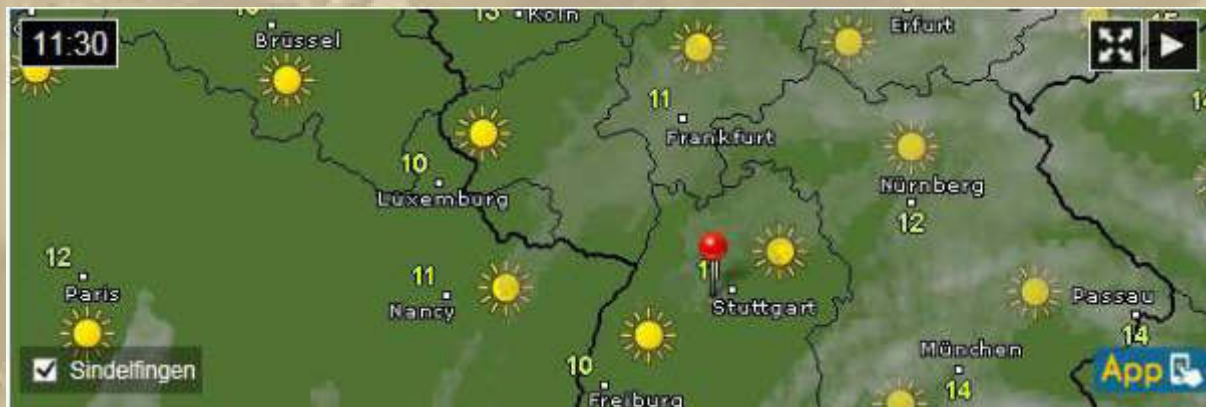 11:30
Brüssel
13
Köln
Erfurt
11
Frankfurt
10
Luxemburg
Nürnberg
12
12
Paris
11
Nancy
Stuttgart
Passau
14
München
14
10
Freiburg
Sindelfingen
App